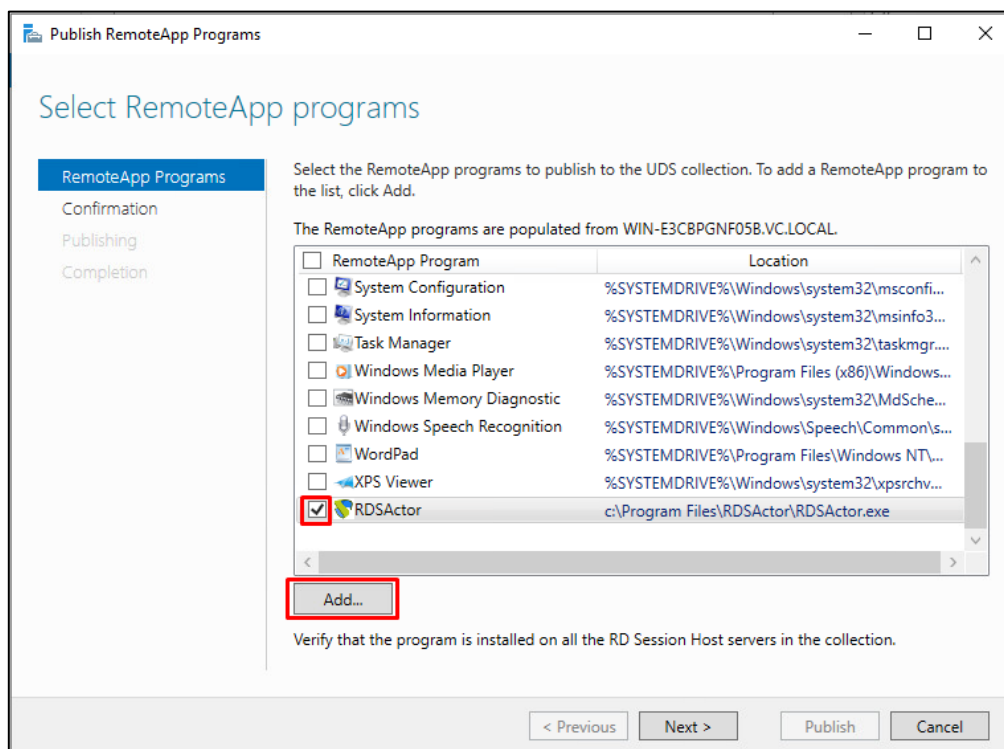 Publish RemoteApp Programs
Select RemoteApp programs
RemoteApp Programs
Confirmation
Publishing
Completion
Select the RemoteApp programs to publish to the UDS collection. To add a RemoteApp program to
the list, click Add.
The RemoteApp programs are populated from WIN-E3CBPGNF05B.VC.LOCAL.
RemoteApp Program Location
System Configuration %SYSTEMDRIVE%\Windows\system32\msconfi...
System Information %SYSTEMDRIVE%\Windows\system32\msinfo3...
Task Manager %SYSTEMDRIVE%\Windows\system32\taskmgr....
Windows Media Player %SYSTEMDRIVE%\Program Files (x86)\Windows...
Windows Memory Diagnostic %SYSTEMDRIVE%\Windows\system32\MdSche...
Windows Speech Recognition %SYSTEMDRIVE%\Windows\Speech\Common\s...
WordPad %SYSTEMDRIVE%\Program Files\Windows NT\...
XPS Viewer %SYSTEMDRIVE%\Windows\system32\xpsrchv...
RDSActor c:\Program Files\RDSActor\RDSActor.exe
Add...
Verify that the program is installed on all the RD Session Host servers in the collection.
< Previous Next > Publish Cancel